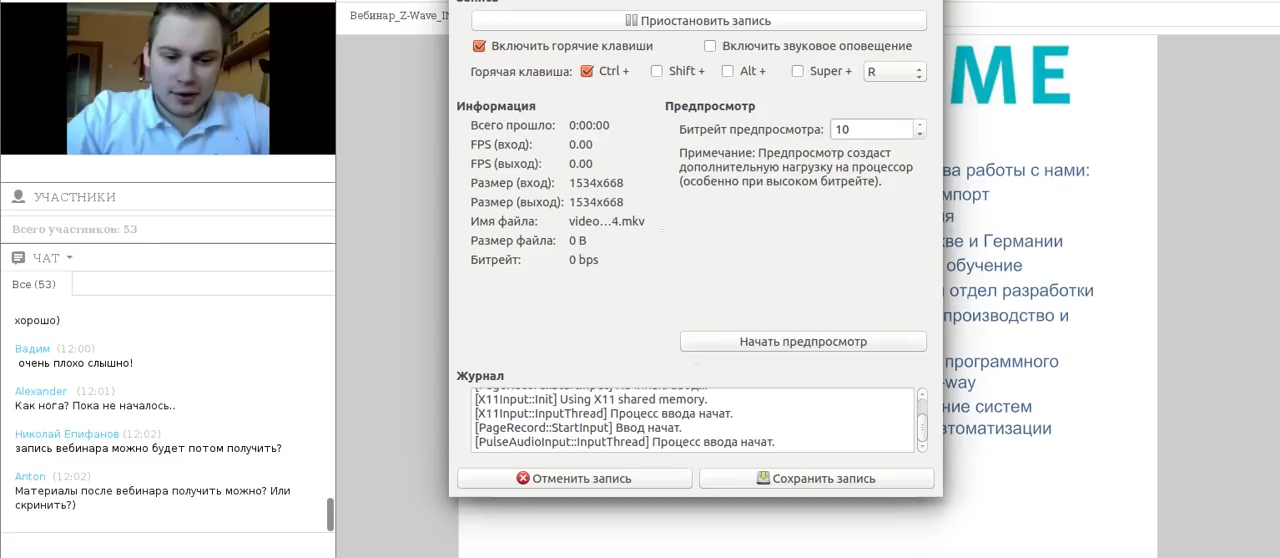 Вебинар_Z-Wave_I
УЧАСТНИКИ
Всего участников: 53
ЧАТ
Все (53)
хорошо)
Вадим (12:00)
очень плохо слышно!
Alexander (12:01)
Как нога? Пока не началось..
Николай Епифанов (12:02)
запись вебинара можно будет потом получить?
Anton (12:02)
Материалы после вебинара получить можно? Или
скринить?)
Приостановить запись
Включить горячие клавиши
Включить звуковое оповещение
Горячая клавиша: Ctrl + Shift + Alt + Super + R
Информация
Всего прошло: 0:00:00
FPS (вход): 0.00
FPS (выход): 0.00
Размер (вход): 1534x668
Размер (выход): 1534x668
Имя файла: video...4.mkv
Размер файла: 0 B
Битрейт: 0 bps
Предпросмотр
Битрейт предпросмотра: 10
Примечание: Предпросмотр создаст
дополнительную нагрузку на процессор
(особенно при высоком битрейте).
Начать предпросмотр
Журнал
[X11Input::Init] Using X11 shared memory.
[X11Input::InputThread] Процесс ввода начат.
[PageRecord::StartInput] Ввод начат.
[PulseAudioInput::InputThread] Процесс ввода начат.
Отменить запись
Сохранить запись
ME
ва работы с нами:
мпорт
ия
кве и Германии
обучение
отдел разработки
производство и
программного
-way
ние систем
втоматизации